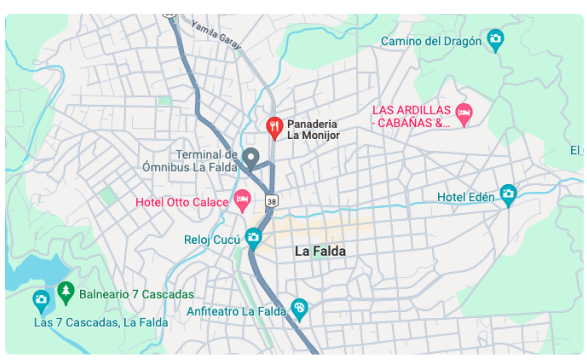 Yamila Garay
Camino del Dragón
LAS ARDILLAS
- CABAÑAS &...
Panaderia
La Monijor
Terminal de
Ómnibus La Falda
El
Hotel Edén
Hotel Otto Calace
38
Reloj Cucú
La Falda
Balneario 7 Cascadas
Anfiteatro La Falda
Las 7 Cascadas, La Falda